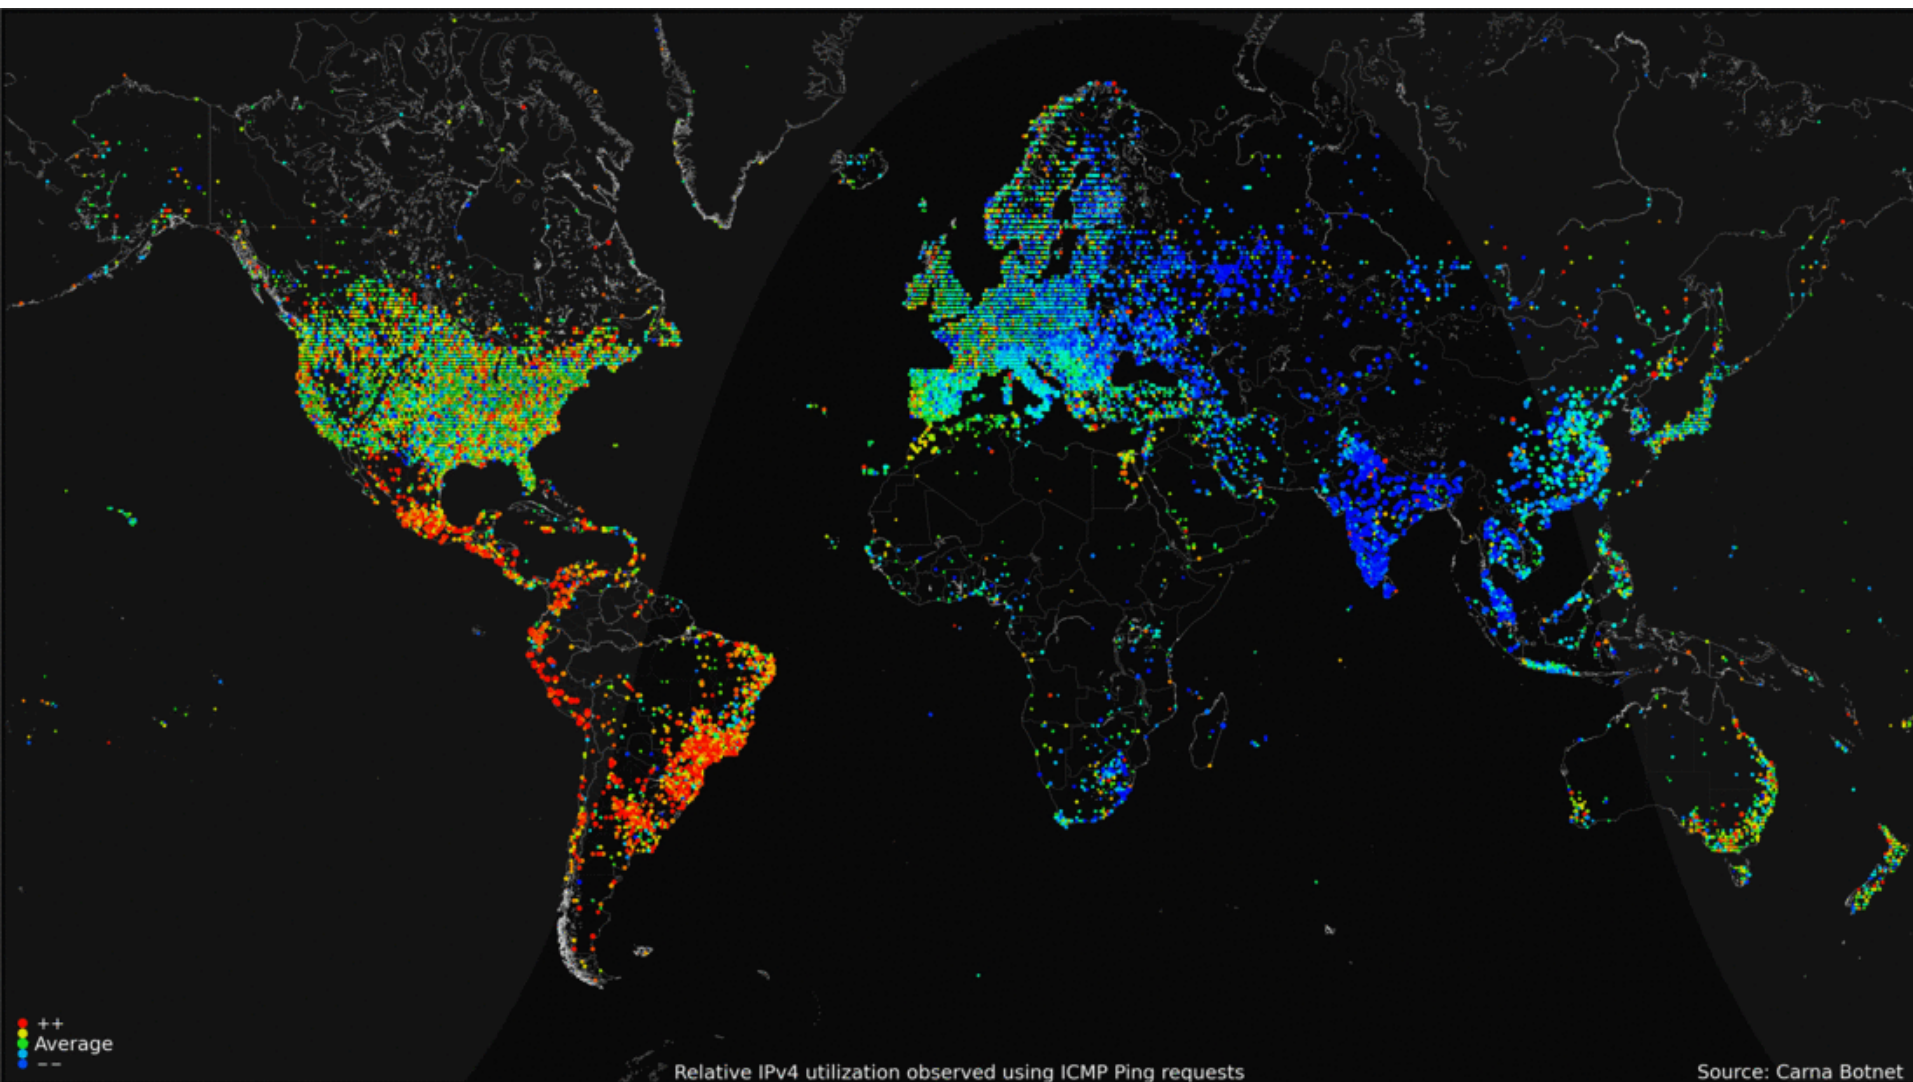 ++
Average
--
Relative IPv4 utilization observed using ICMP Ping requests
Source: Carna Botnet